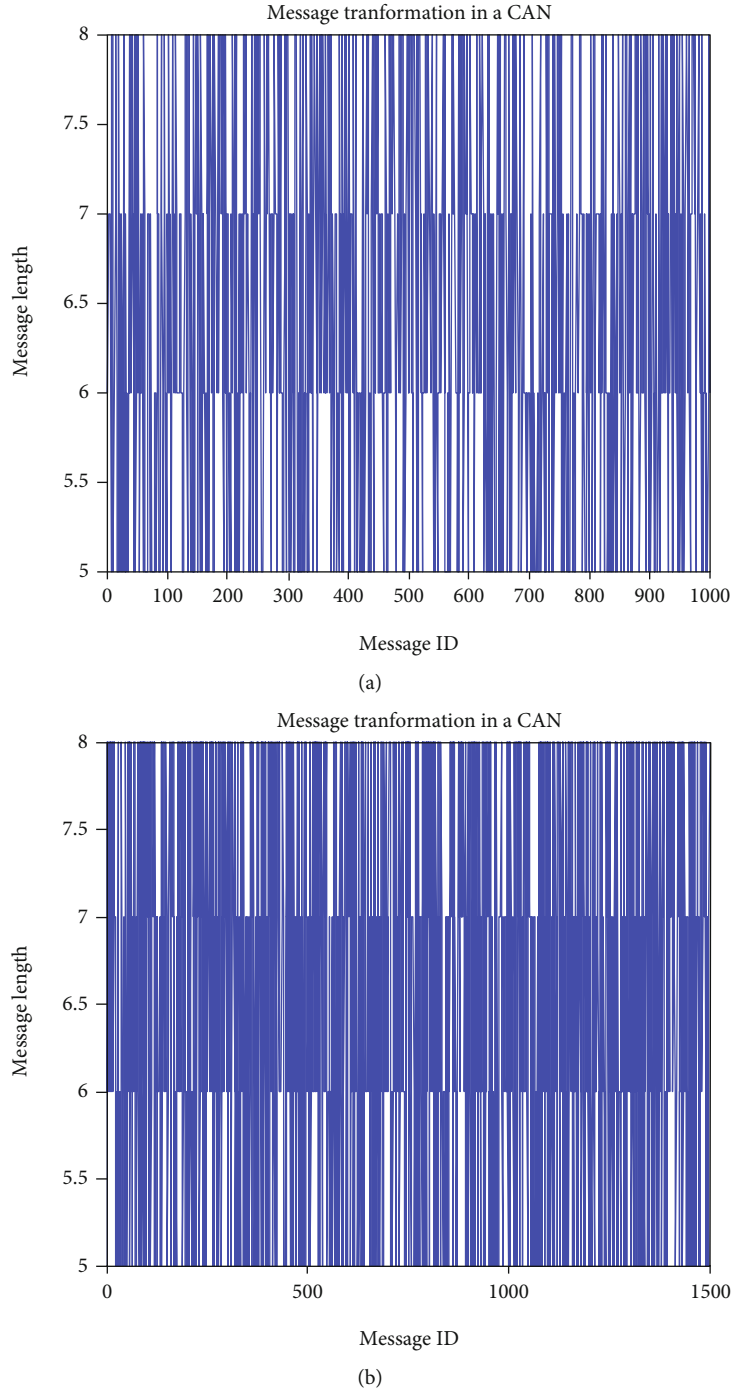 Message tranformation in a CAN
8
7.5
7
6.5
6
5.5
5
Message length
0 100 200 300 400 500 600 700 800 900 1000
Message ID
(a)
Message tranformation in a CAN
8
7.5
7
6.5
6
5.5
5
Message length
0 500 1000 1500
Message ID
(b)